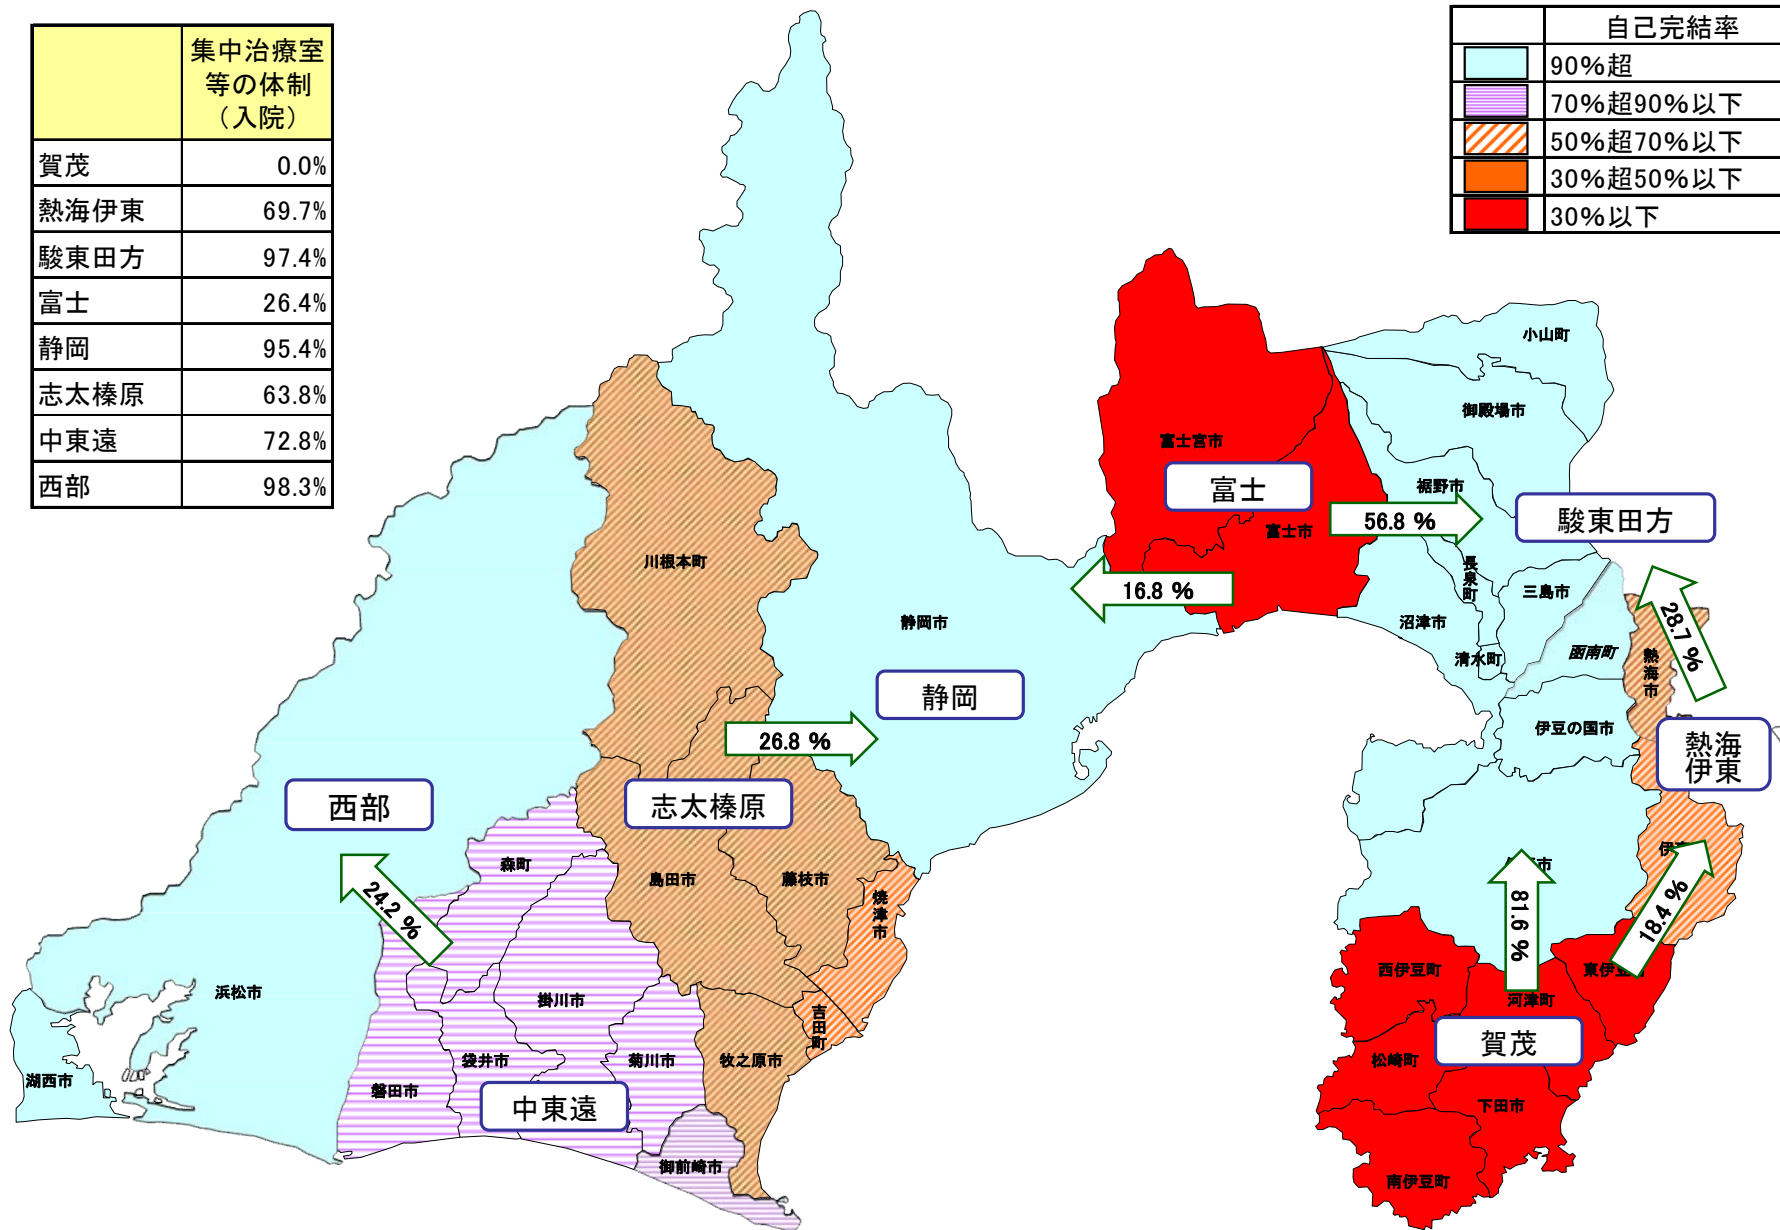 集中治療室
等の体制
（入院）
賀茂 0.0%
熱海伊東 69.7%
駿東田方 97.4%
富士 26.4%
静岡 95.4%
志太榛原 63.8%
中東遠 72.8%
西部 98.3%
自己完結率
90%超
70%超90%以下
50%超70%以下
30%超50%以下
30%以下
小山町
御殿場市
富士宮市
富士
裾野市
56.8 %
駿東田方
富士市
川根本町
長泉町
三島市
16.8 %
静岡市
沼津市
28.7 %
函南町
清水町
熱海市
静岡
伊豆の国市
26.8 %
熱海
伊東
西部
志太榛原
森町
島田市
藤枝市
焼津市
24.2 %
81.6 %
18.4 %
西伊豆町
東伊豆
浜松市
掛川市
河津町
吉田町
賀茂
袋井市
菊川市
牧之原市
松崎町
湖西市
磐田市
中東遠
下田市
御前崎市
南伊豆町